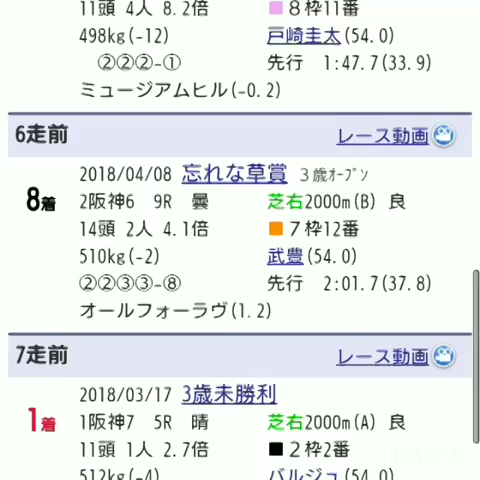 11頭 4人 8.2倍 8枠11番
498kg(-12) 戸崎圭太(54.0)
②②②-① 先行 1:47.7(33.9)
ミュージアムヒル(-0.2)
6走前 レース動画
8着 2018/04/08 忘れな草賞 3歳オープン
2阪神6 9R 曇 芝右2000m(B) 良
14頭 2人 4.1倍 7枠12番
510kg(-2) 武豊(54.0)
②②③③-⑧ 先行 2:01.7(37.8)
オールフォーラヴ(1.2)
7走前 レース動画
1着 2018/03/17 3歳未勝利
1阪神7 5R 晴 芝右2000m(A) 良
11頭 1人 2.7倍 2枠2番
512kg(-4) バルジュ(54.0)